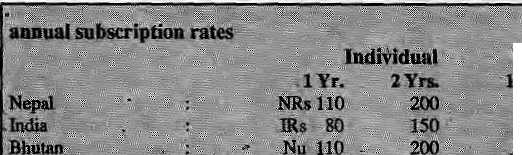 annual subscription rates
Individual
1 Yr. 2 Yrs. 1
Nepal : NRs 110 200
India : IRs 80 150
Bhutan : Nu 110 200